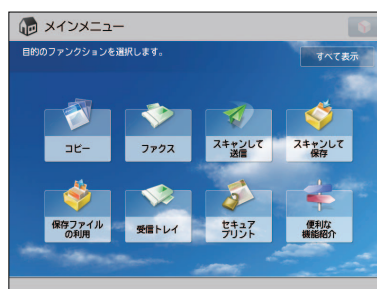 メインメニュー
目的のファンクションを選択します。
すべて表示
コピー
ファクス
スキャンして
送信
スキャンして
保存
保存ファイル
の利用
受信トレイ
セキュア
プリント
便利な
機能紹介